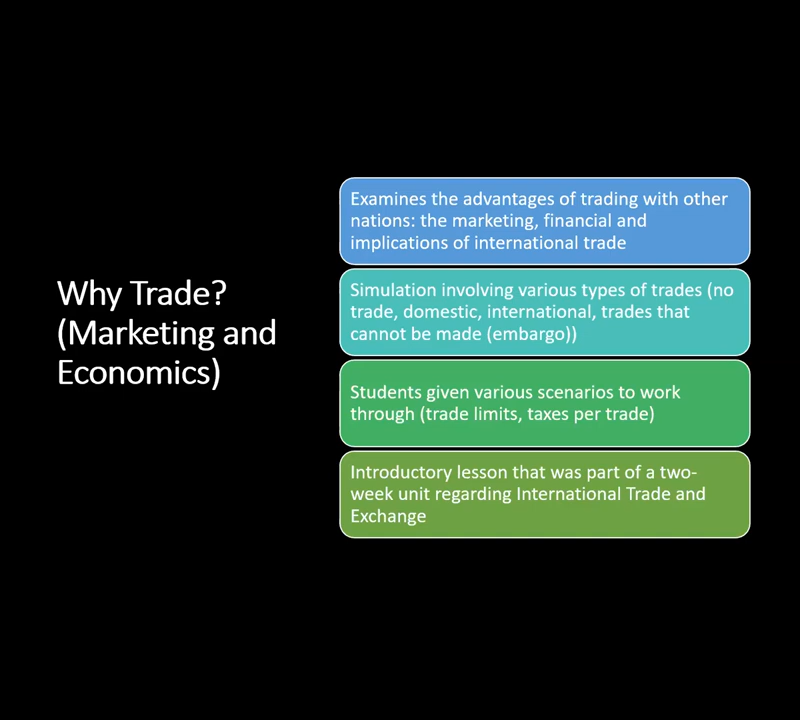 Why Trade?
(Marketing and
Economics)
Examines the advantages of trading with other
nations: the marketing, financial and
implications of international trade
Simulation involving various types of trades (no
trade, domestic, international, trades that
cannot be made (embargo))
Students given various scenarios to work
through (trade limits, taxes per trade)
Introductory lesson that was part of a two-
week unit regarding International Trade and
Exchange